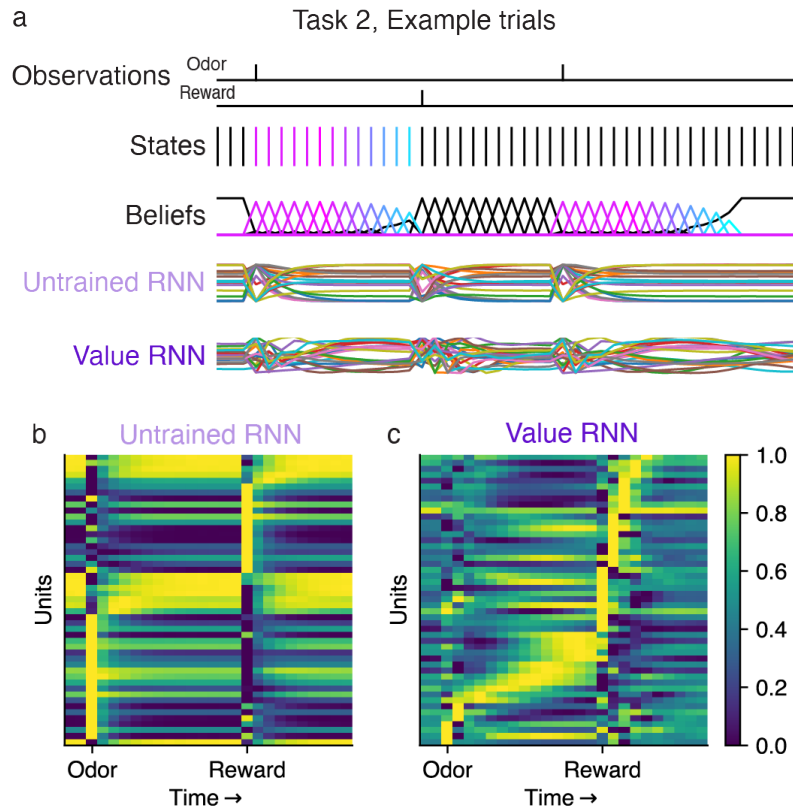 a
Task 2, Example trials
Observations
Odor
Reward
States
Beliefs
Untrained RNN
Value RNN
b
Untrained RNN
c
Value RNN
Units
Odor
Reward
Time →
Units
Odor
Reward
Time →
1.0
0.8
0.6
0.4
0.2
0.0